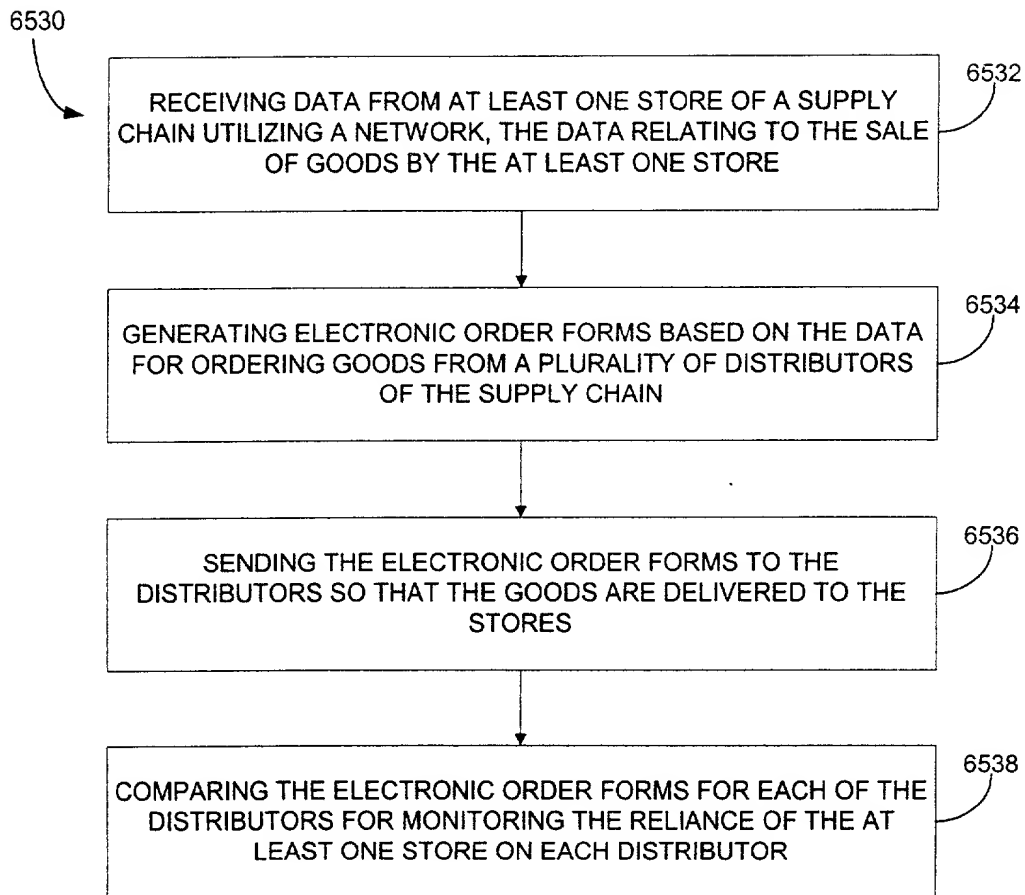 6530
6532
RECEIVING DATA FROM AT LEAST ONE STORE OF A SUPPLY
CHAIN UTILIZING A NETWORK, THE DATA RELATING TO THE SALE
OF GOODS BY THE AT LEAST ONE STORE
6534
GENERATING ELECTRONIC ORDER FORMS BASED ON THE DATA
FOR ORDERING GOODS FROM A PLURALITY OF DISTRIBUTORS
OF THE SUPPLY CHAIN
6536
SENDING THE ELECTRONIC ORDER FORMS TO THE
DISTRIBUTORS SO THAT THE GOODS ARE DELIVERED TO THE
STORES
6538
COMPARING THE ELECTRONIC ORDER FORMS FOR EACH OF THE
DISTRIBUTORS FOR MONITORING THE RELIANCE OF THE AT
LEAST ONE STORE ON EACH DISTRIBUTOR